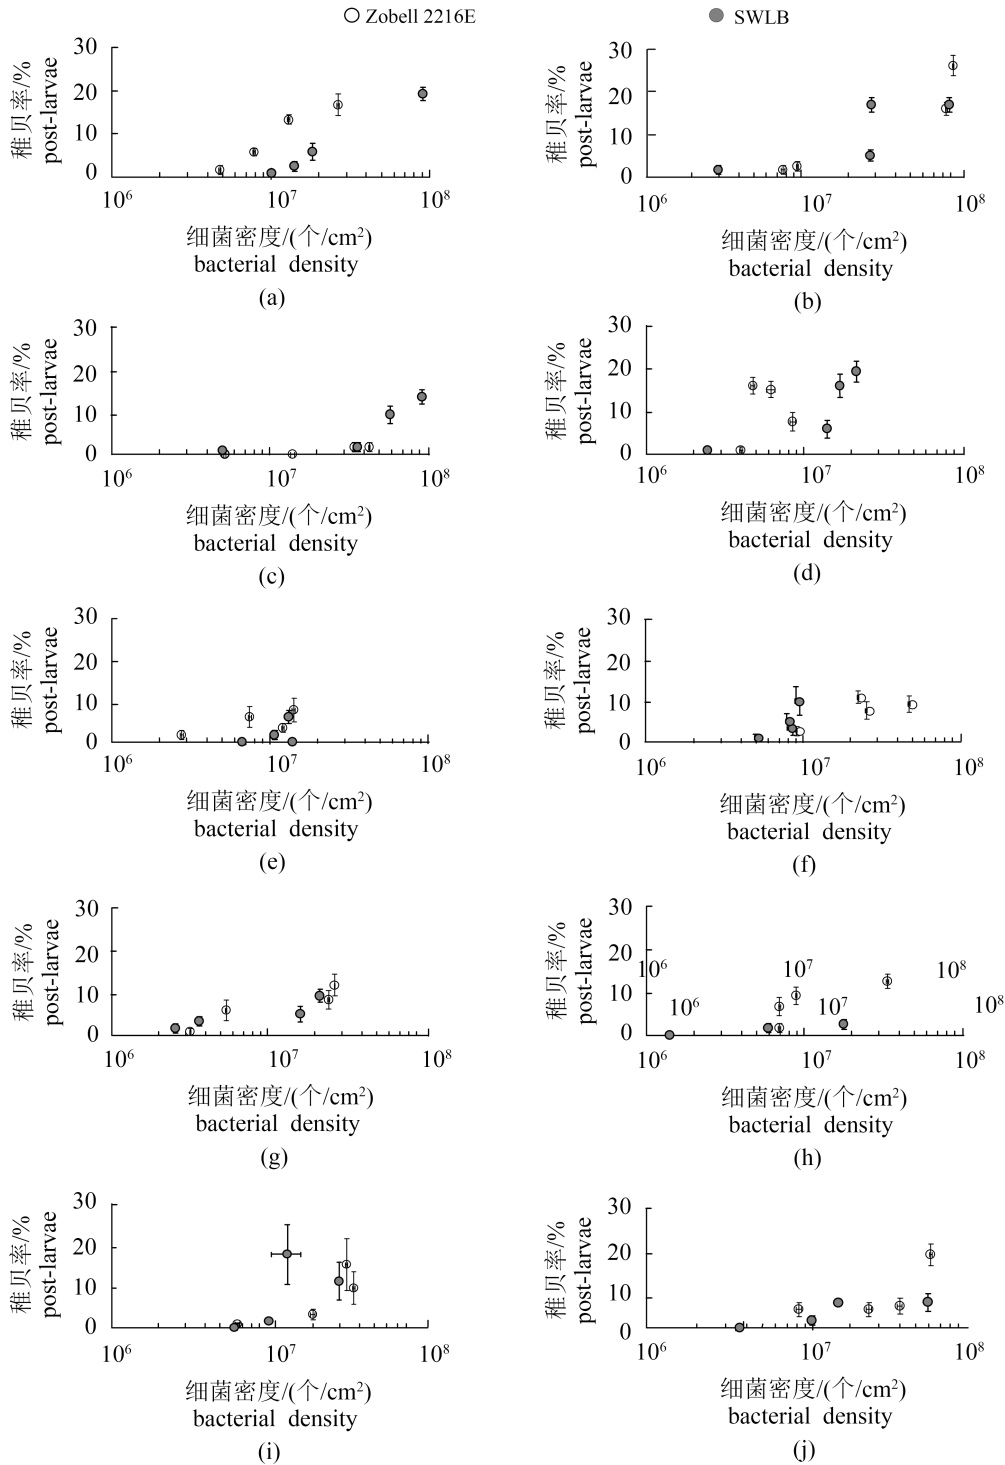 Zobell 2216E SWLB
30
20
10
0
稚贝率/%
post-larvae
10⁶ 10⁷ 10⁸
细菌密度/(个/cm²)
bacterial density
(a)
30
20
10
0
稚贝率/%
post-larvae
10⁶ 10⁷ 10⁸
细菌密度/(个/cm²)
bacterial density
(b)
30
20
10
0
稚贝率/%
post-larvae
10⁶ 10⁷ 10⁸
细菌密度/(个/cm²)
bacterial density
(c)
30
20
10
0
稚贝率/%
post-larvae
10⁶ 10⁷ 10⁸
细菌密度/(个/cm²)
bacterial density
(d)
30
20
10
0
稚贝率/%
post-larvae
10⁶ 10⁷ 10⁸
细菌密度/(个/cm²)
bacterial density
(e)
30
20
10
0
稚贝率/%
post-larvae
10⁶ 10⁷ 10⁸
细菌密度/(个/cm²)
bacterial density
(f)
30
20
10
0
稚贝率/%
post-larvae
10⁶ 10⁷ 10⁸
细菌密度/(个/cm²)
bacterial density
(g)
30
20
10
0
稚贝率/%
post-larvae
10⁶ 10⁷ 10⁸
10⁶ 10⁷ 10⁸
10⁶ 10⁷ 10⁸
细菌密度/(个/cm²)
bacterial density
(h)
30
20
10
0
稚贝率/%
post-larvae
10⁶ 10⁷ 10⁸
细菌密度/(个/cm²)
bacterial density
(i)
30
20
10
0
稚贝率/%
post-larvae
10⁶ 10⁷ 10⁸
细菌密度/(个/cm²)
bacterial density
(j)